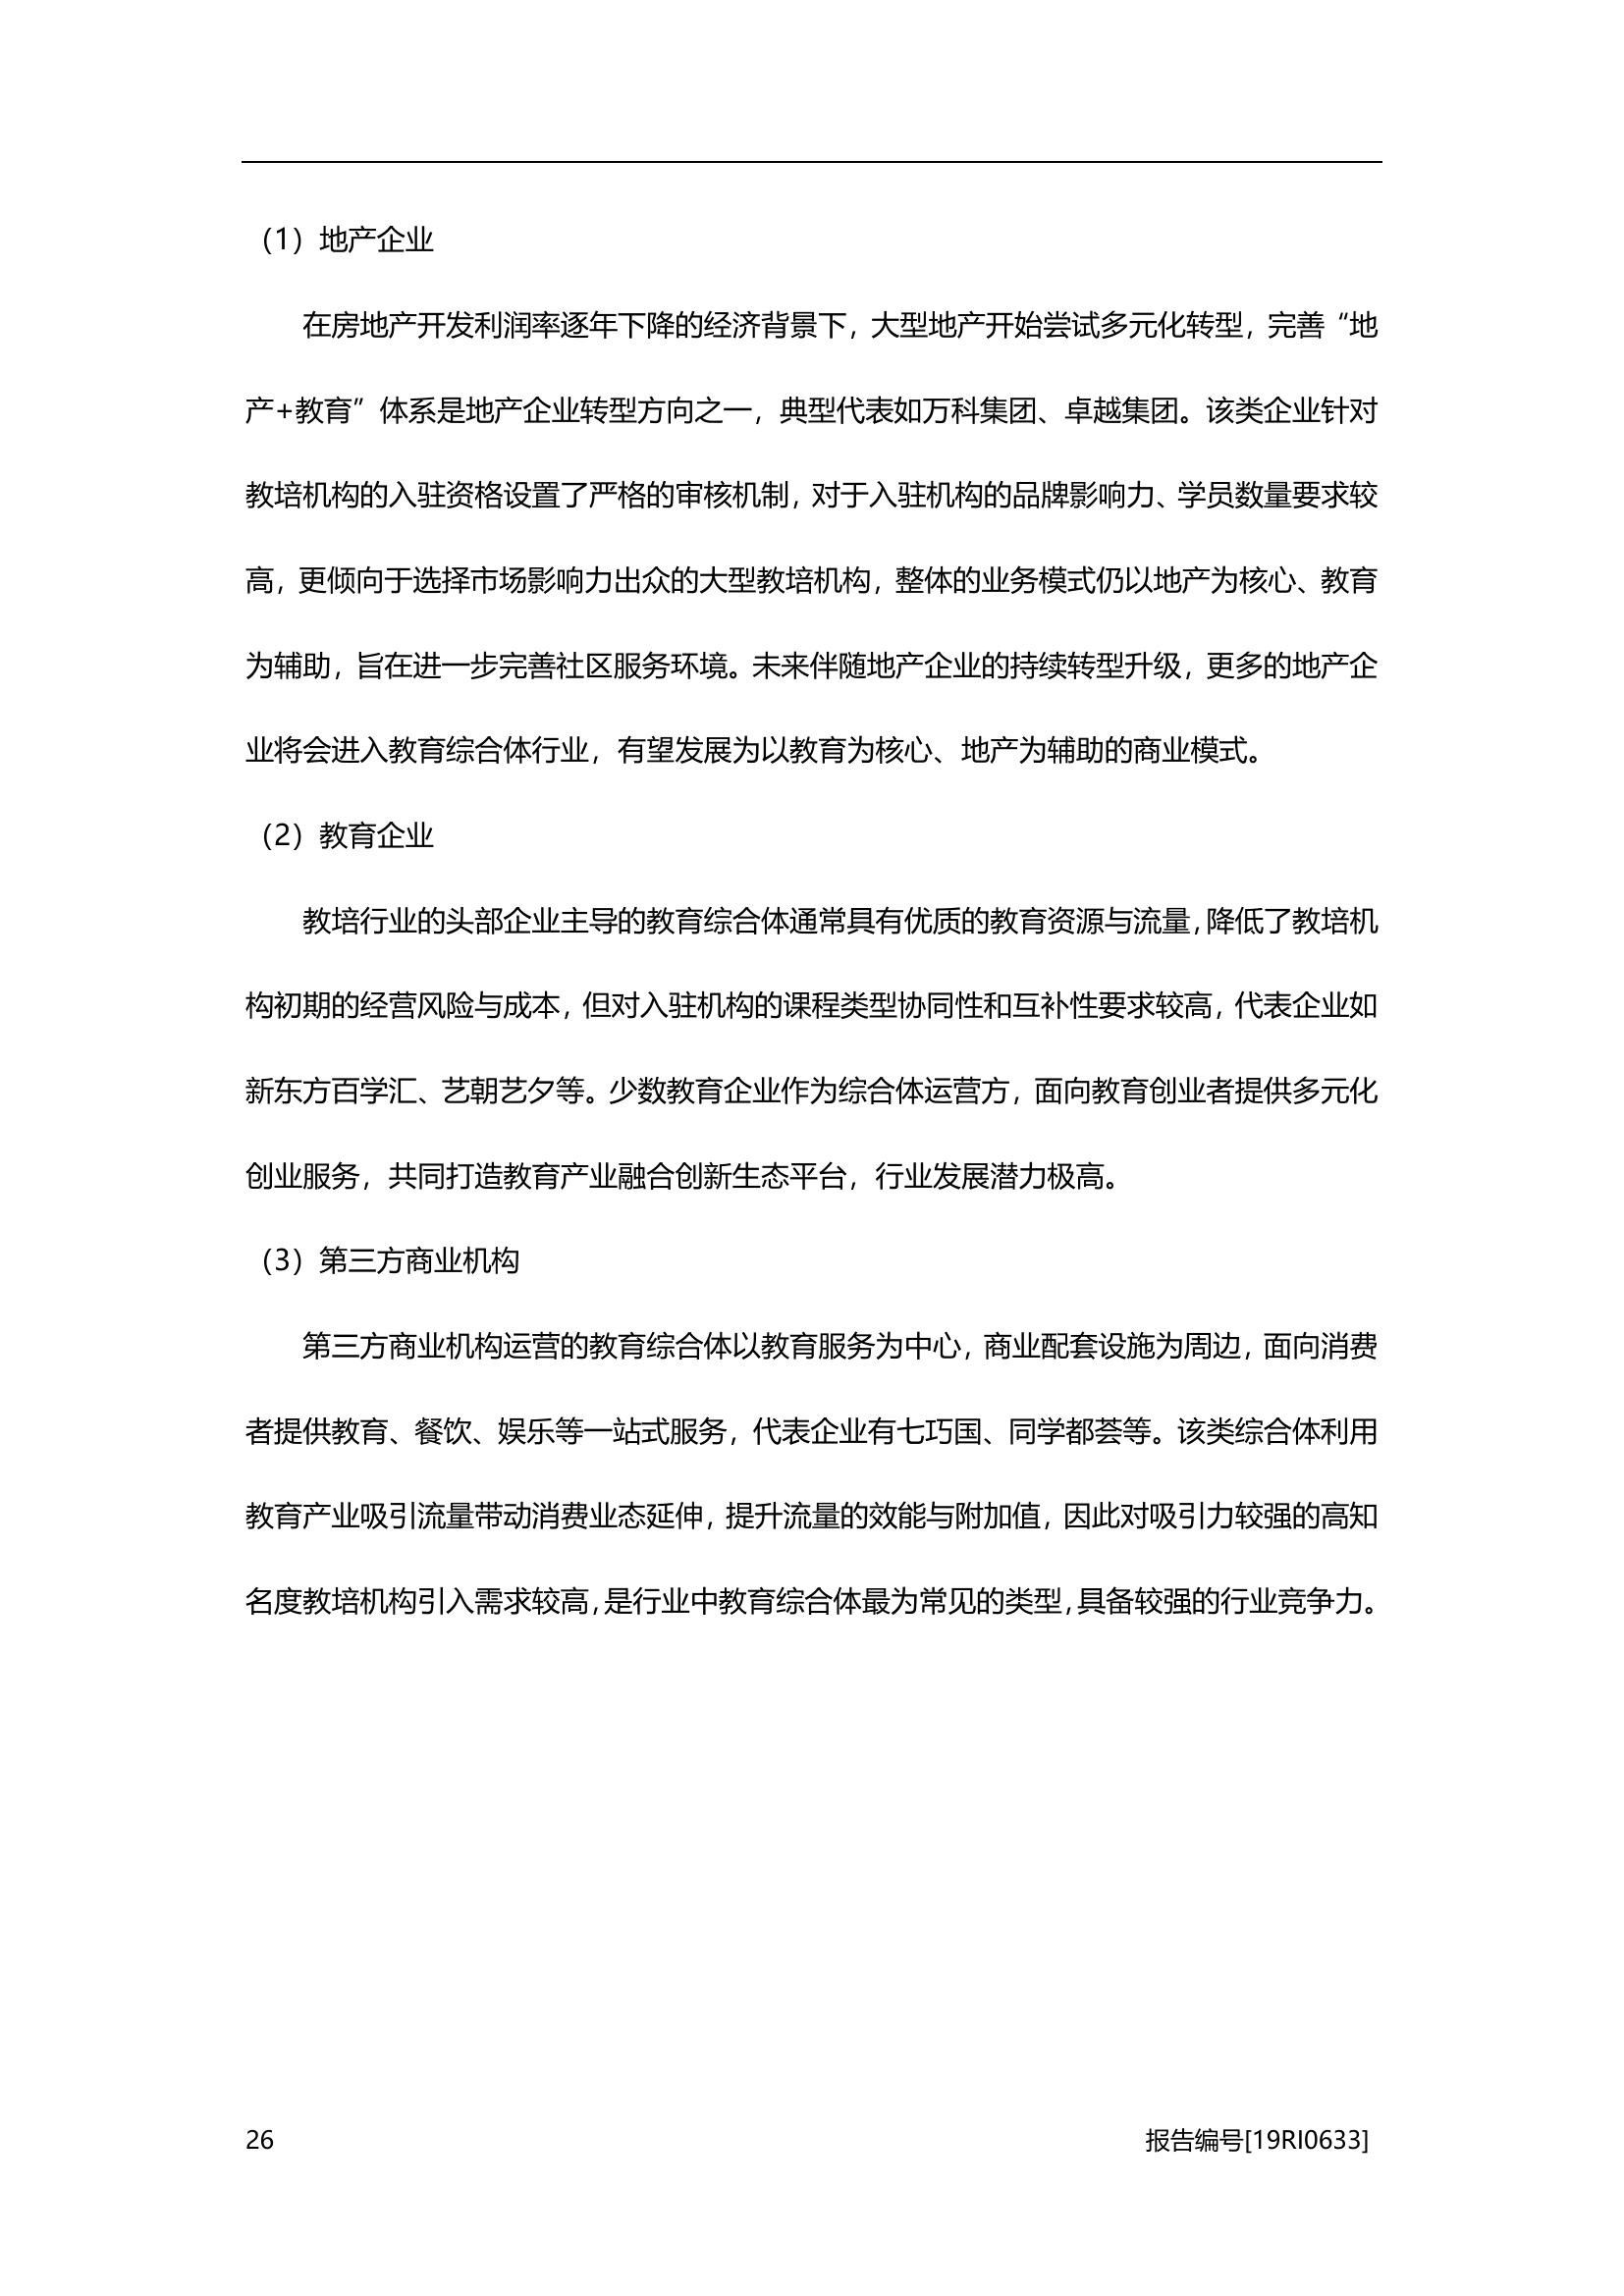 （1）地产企业
在房地产开发利润率逐年下降的经济背景下，大型地产开始尝试多元化转型，完善“地
产+教育”体系是地产企业转型方向之一，典型代表如万科集团、卓越集团。该类企业针对
教培机构的入驻资格设置了严格的审核机制，对于入驻机构的品牌影响力、学员数量要求较
高，更倾向于选择市场影响力出众的大型教培机构，整体的业务模式仍以地产为核心、教育
为辅助，旨在进一步完善社区服务环境。未来伴随地产企业的持续转型升级，更多的地产企
业将会进入教育综合体行业，有望发展为以教育为核心、地产为辅助的商业模式。
（2）教育企业
教培行业的头部企业主导的教育综合体通常具有优质的教育资源与流量，降低了教培机
构初期的经营风险与成本，但对入驻机构的课程类型协同性和互补性要求较高，代表企业如
新东方百学汇、艺朝艺夕等。少数教育企业作为综合体运营方，面向教育创业者提供多元化
创业服务，共同打造教育产业融合创新生态平台，行业发展潜力极高。
（3）第三方商业机构
第三方商业机构运营的教育综合体以教育服务为中心，商业配套设施为周边，面向消费
者提供教育、餐饮、娱乐等一站式服务，代表企业有七巧国、同学都荟等。该类综合体利用
教育产业吸引流量带动消费业态延伸，提升流量的效能与附加值，因此对吸引力较强的高知
名度教培机构引入需求较高，是行业中教育综合体最为常见的类型，具备较强的行业竞争力。
26 报告编号[19RI0633]